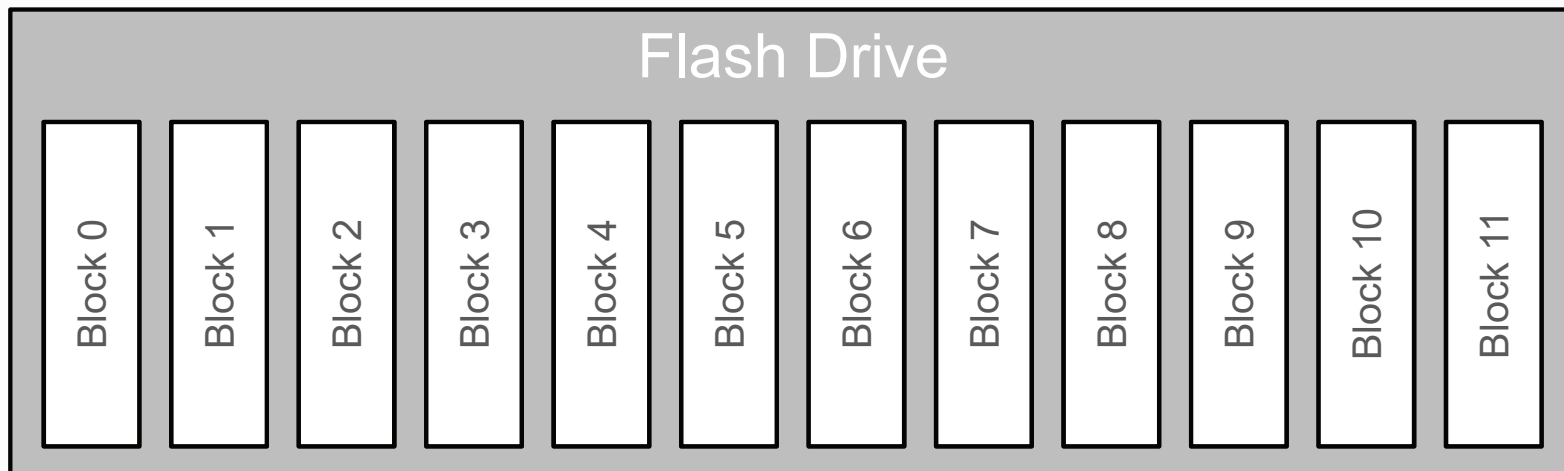 Flash Drive
Block 0
Block 1
Block 2
Block 3
Block 4
Block 5
Block 6
Block 7
Block 8
Block 9
Block 10
Block 11